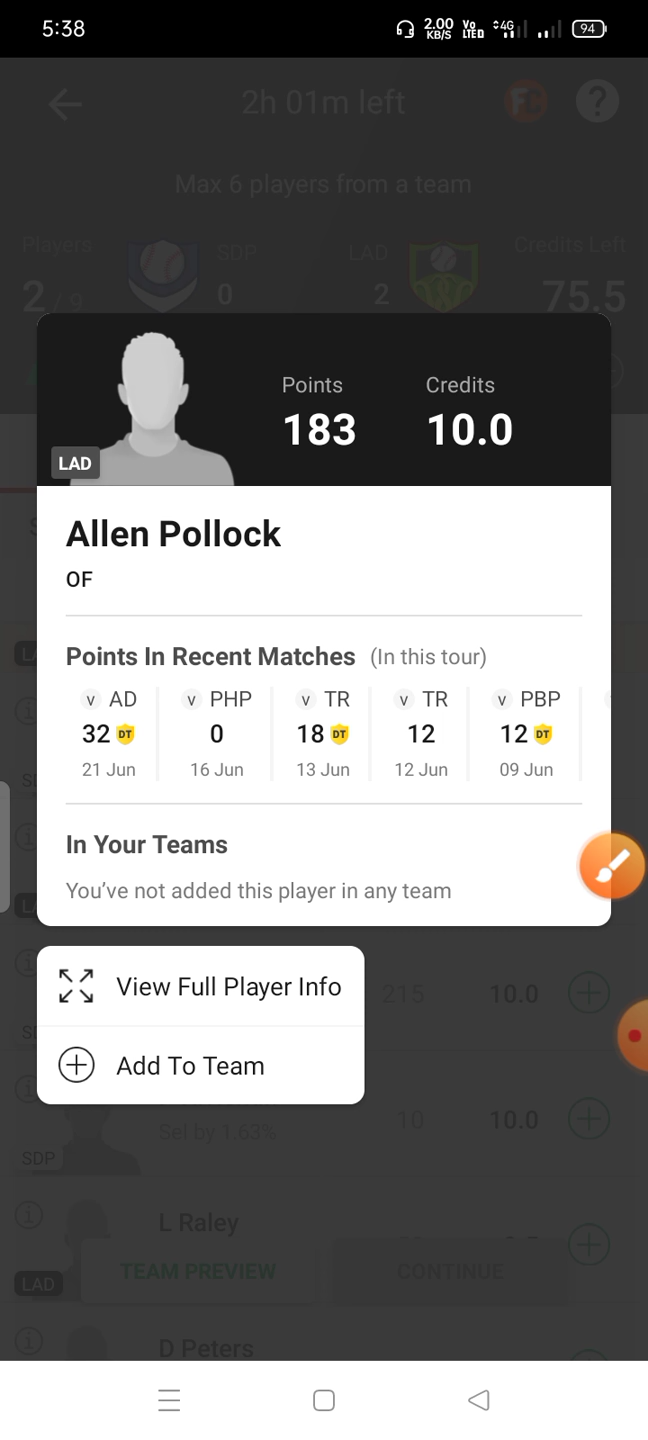 5:38
2.00 KB/S Vo LTE 4G 94
2h 01m left
FC ?
Max 6 players from a team
Players SDP LAD Credits Left
2 / 9 0 2 75.5
Points Credits
183 10.0
LAD
Allen Pollock
OF
Points In Recent Matches (In this tour)
v AD v PHP v TR v TR v PBP
32 DT 0 18 DT 12 12 DT
21 Jun 16 Jun 13 Jun 12 Jun 09 Jun
In Your Teams
You’ve not added this player in any team
View Full Player Info
215 10.0
Add To Team
10 10.0
Sel by 1.63%
SDP
L Raley
TEAM PREVIEW CONTINUE
LAD
D Peters